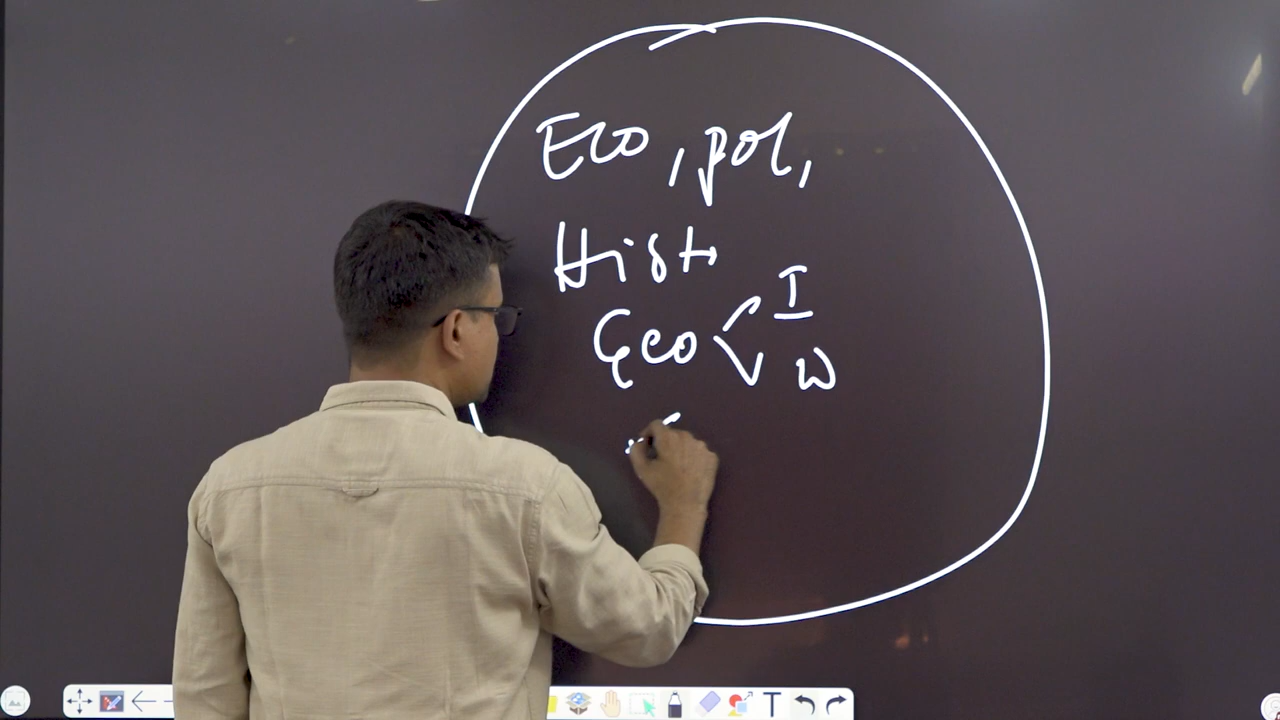 Eco, pol,
Hist,
Geo < I
W
T